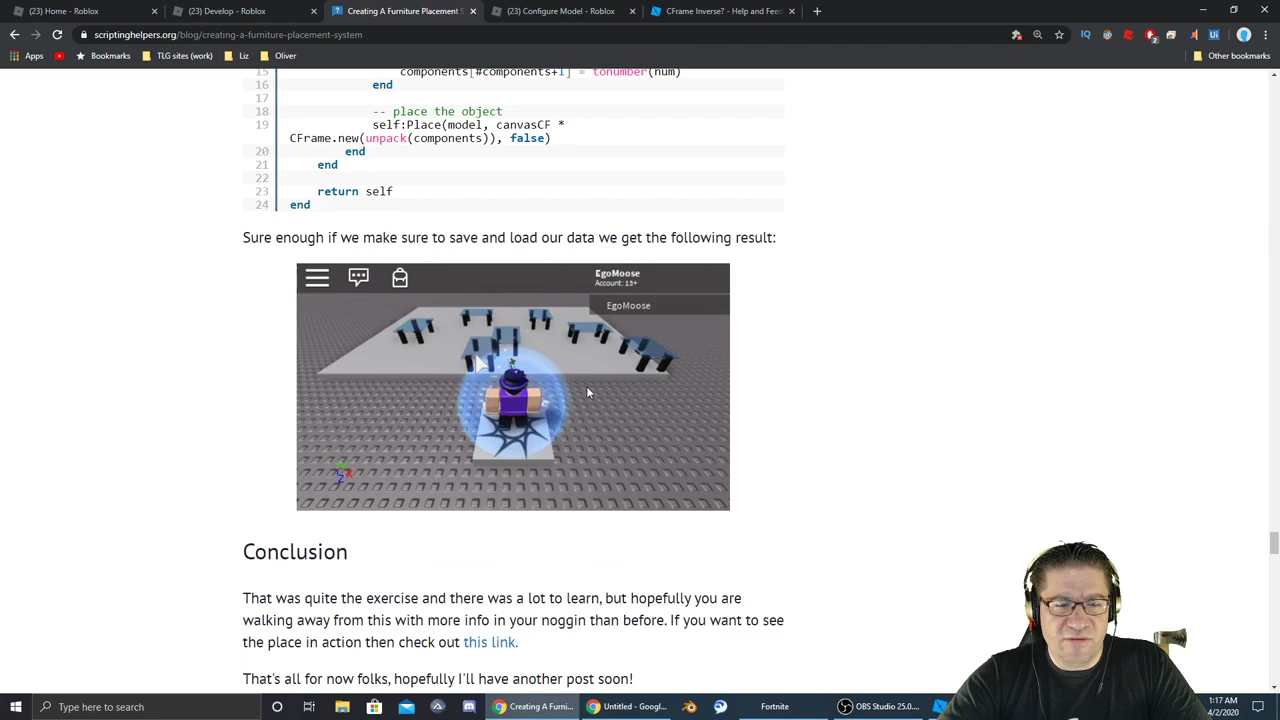 (23) Home - Roblox
(23) Develop - Roblox
Creating A Furniture Placement S
(23) Configure Model - Roblox
CFrame Inverse? - Help and Feed
scriptinghelpers.org/blog/creating-a-furniture-placement-system
Apps
Bookmarks
TLG sites (work)
Liz
Oliver
Other bookmarks
15 components[#components+1] = tonumber(num)
16 end
17
18 -- place the object
19 self:Place(model, canvasCF *
CFrame.new(unpack(components)), false)
20 end
21 end
22
23 return self
24 end
Sure enough if we make sure to save and load our data we get the following result:
EgoMoose
Account: 13+
EgoMoose
Z
Conclusion
That was quite the exercise and there was a lot to learn, but hopefully you are
walking away from this with more info in your noggin than before. If you want to see
the place in action then check out this link.
That's all for now folks, hopefully I'll have another post soon!
Type here to search
Creating A Furni...
Untitled - Googl...
Fortnite
OBS Studio 25.0....
1:17 AM
4/2/2020